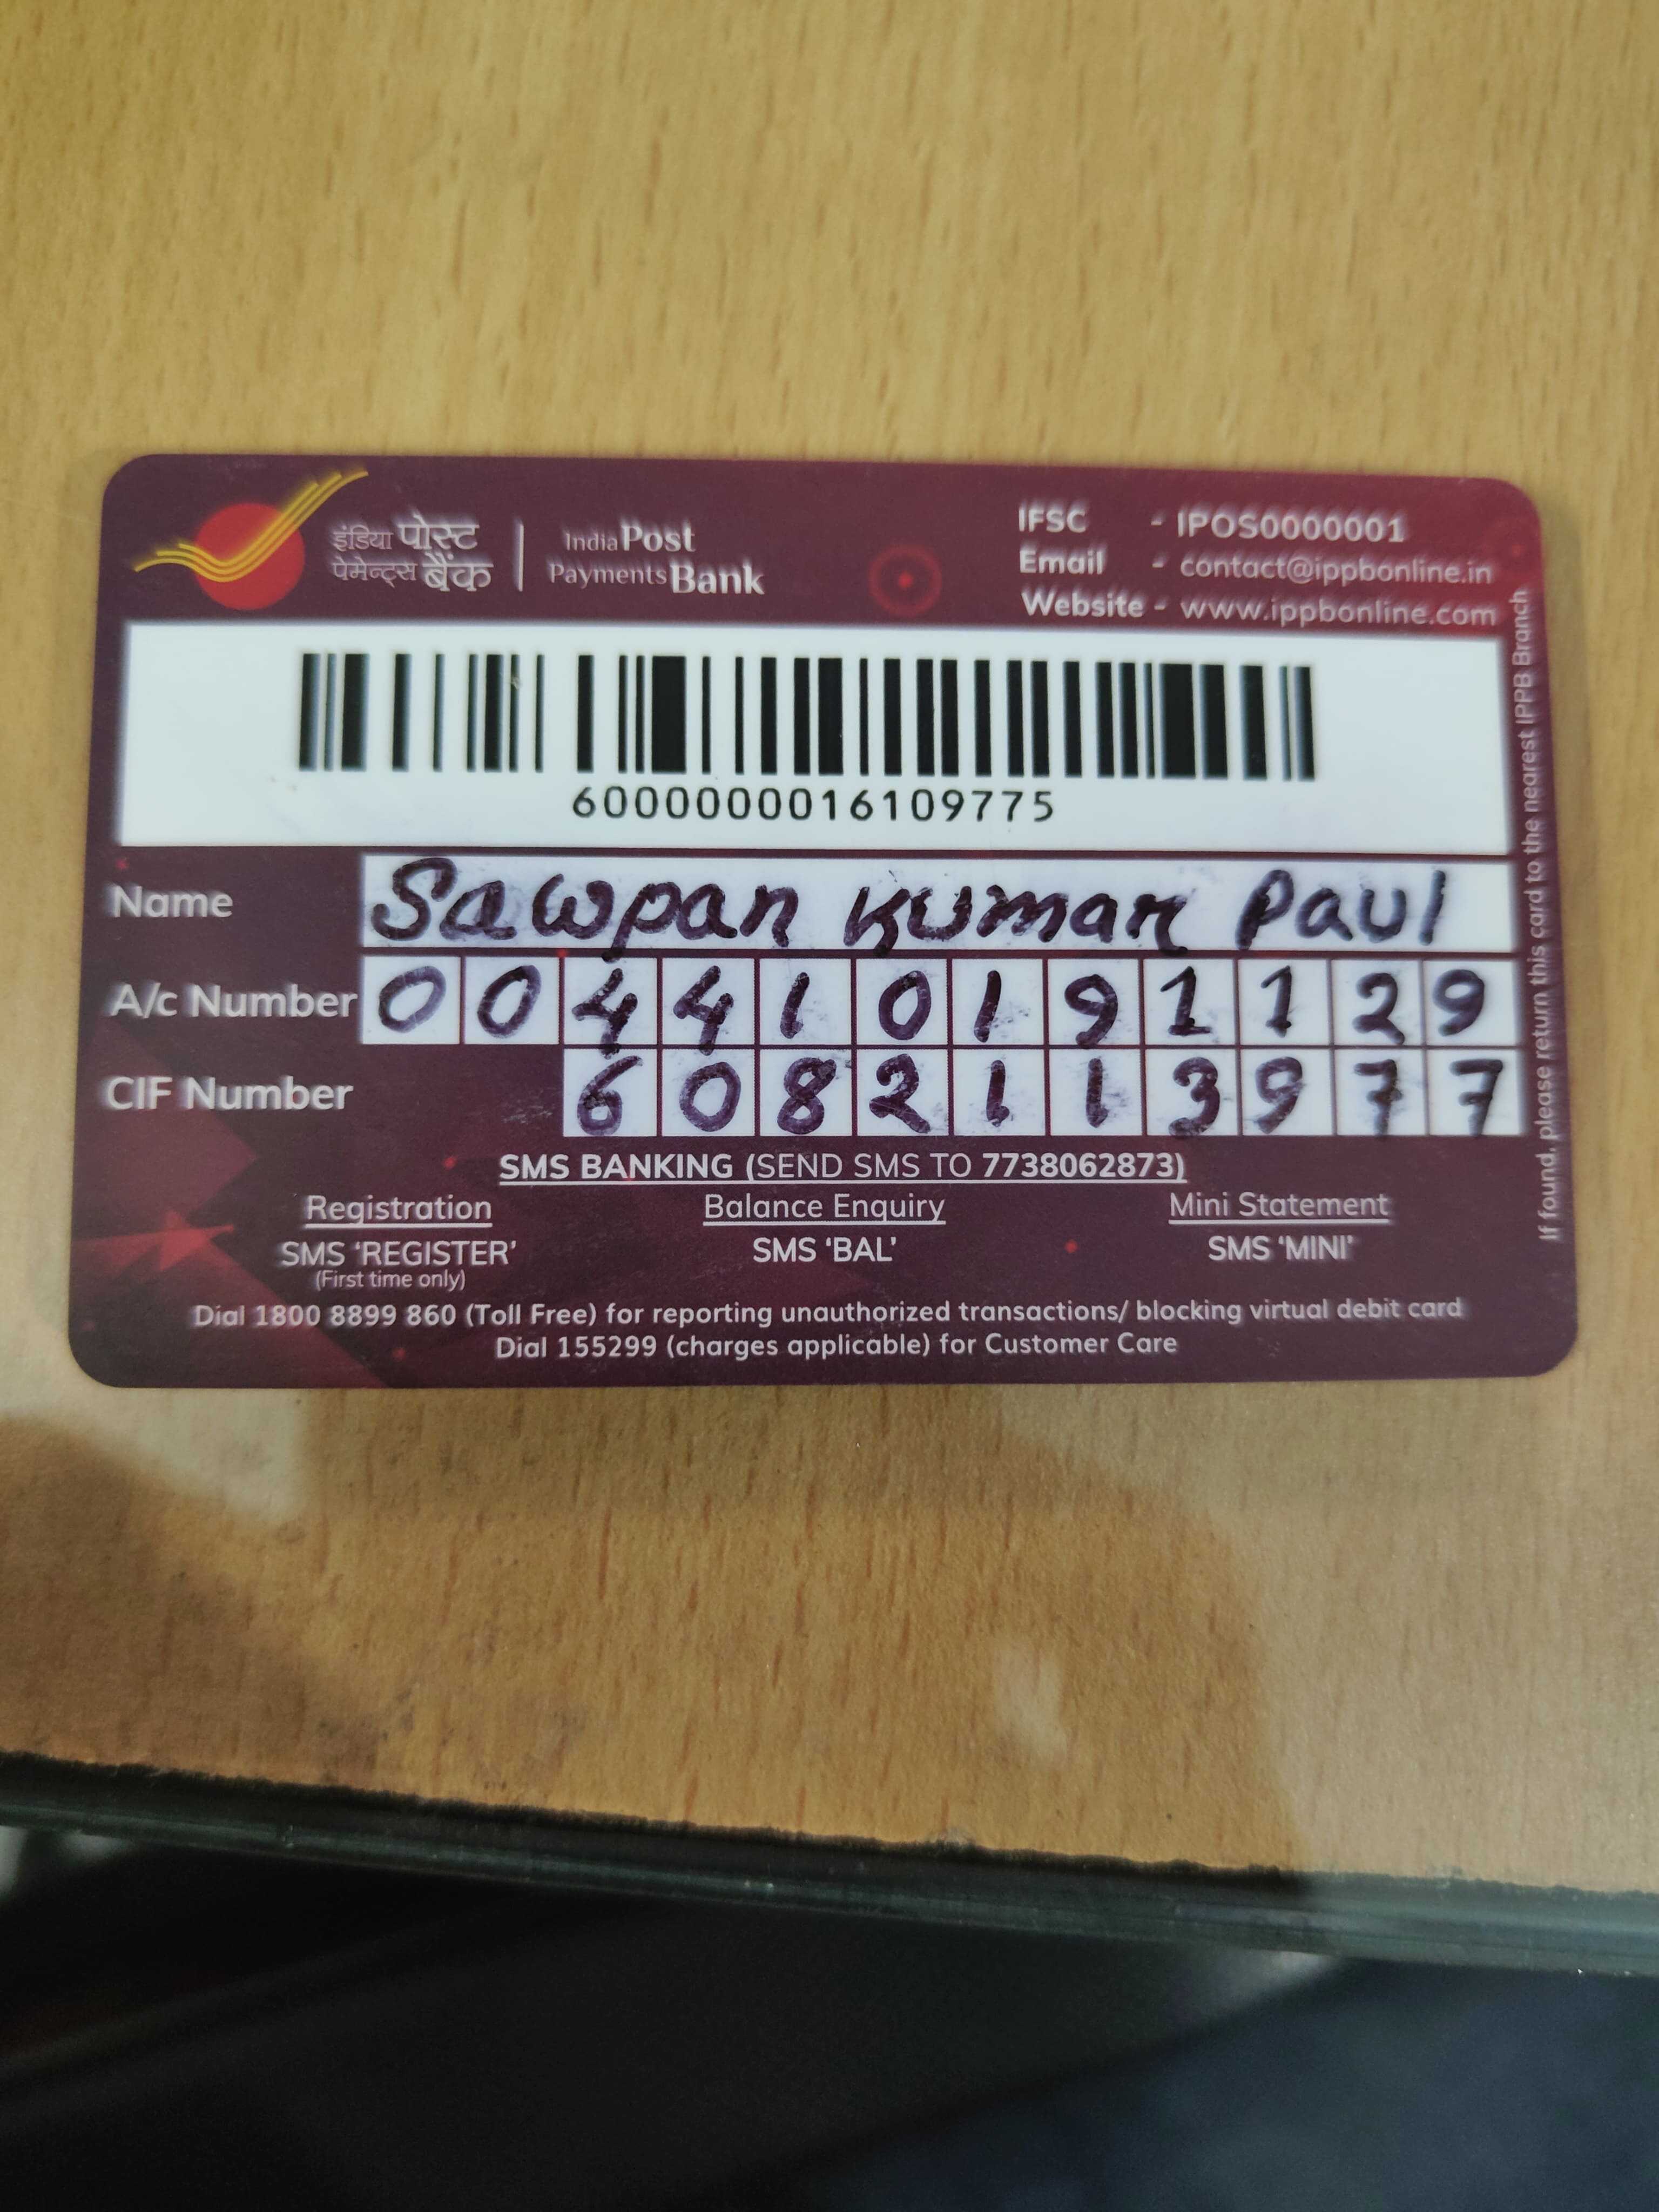 इंडिया पोस्ट
पेमेन्ट्स बैंक
India Post
Payments Bank
IFSC - IPOS0000001
Email - contact@ippbonline.in
Website - www.ippbonline.com
6000000016109775
Name Sawpan Kumar Paul
A/c Number 004410191129
CIF Number 6082113977
SMS BANKING (SEND SMS TO 7738062873)
Registration Balance Enquiry Mini Statement
SMS 'REGISTER' SMS 'BAL' SMS 'MINI'
(First time only)
Dial 1800 8899 860 (Toll Free) for reporting unauthorized transactions/ blocking virtual debit card
Dial 155299 (charges applicable) for Customer Care
If found, please return this card to the nearest IPPB Branch